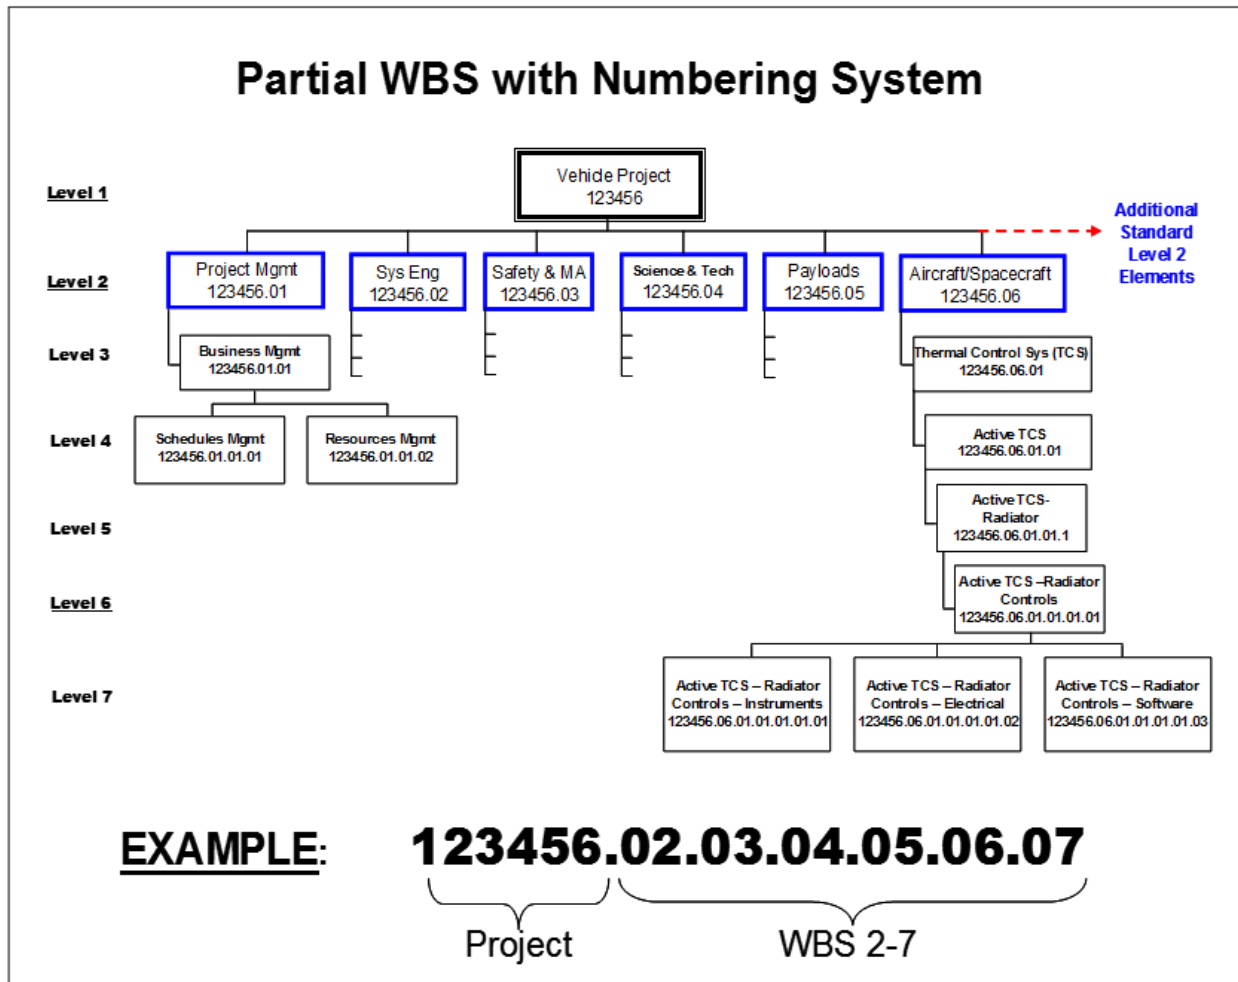 Partial WBS with Numbering System
Level 1
Vehicle Project
123456
Additional
Standard
Level 2
Elements
Level 2
Project Mgmt
123456.01
Sys Eng
123456.02
Safety & MA
123456.03
Science & Tech
123456.04
Payloads
123456.05
Aircraft/Spacecraft
123456.06
Level 3
Business Mgmt
123456.01.01
Thermal Control Sys (TCS)
123456.06.01
Level 4
Schedules Mgmt
123456.01.01.01
Resources Mgmt
123456.01.01.02
Active TCS
123456.06.01.01
Level 5
Active TCS-
Radiator
123456.06.01.01.1
Level 6
Active TCS –Radiator
Controls
123456.06.01.01.01.01
Level 7
Active TCS – Radiator
Controls – Instruments
123456.06.01.01.01.01.01
Active TCS – Radiator
Controls – Electrical
123456.06.01.01.01.01.02
Active TCS – Radiator
Controls – Software
123456.06.01.01.01.01.03
EXAMPLE: 123456.02.03.04.05.06.07
Project WBS 2-7